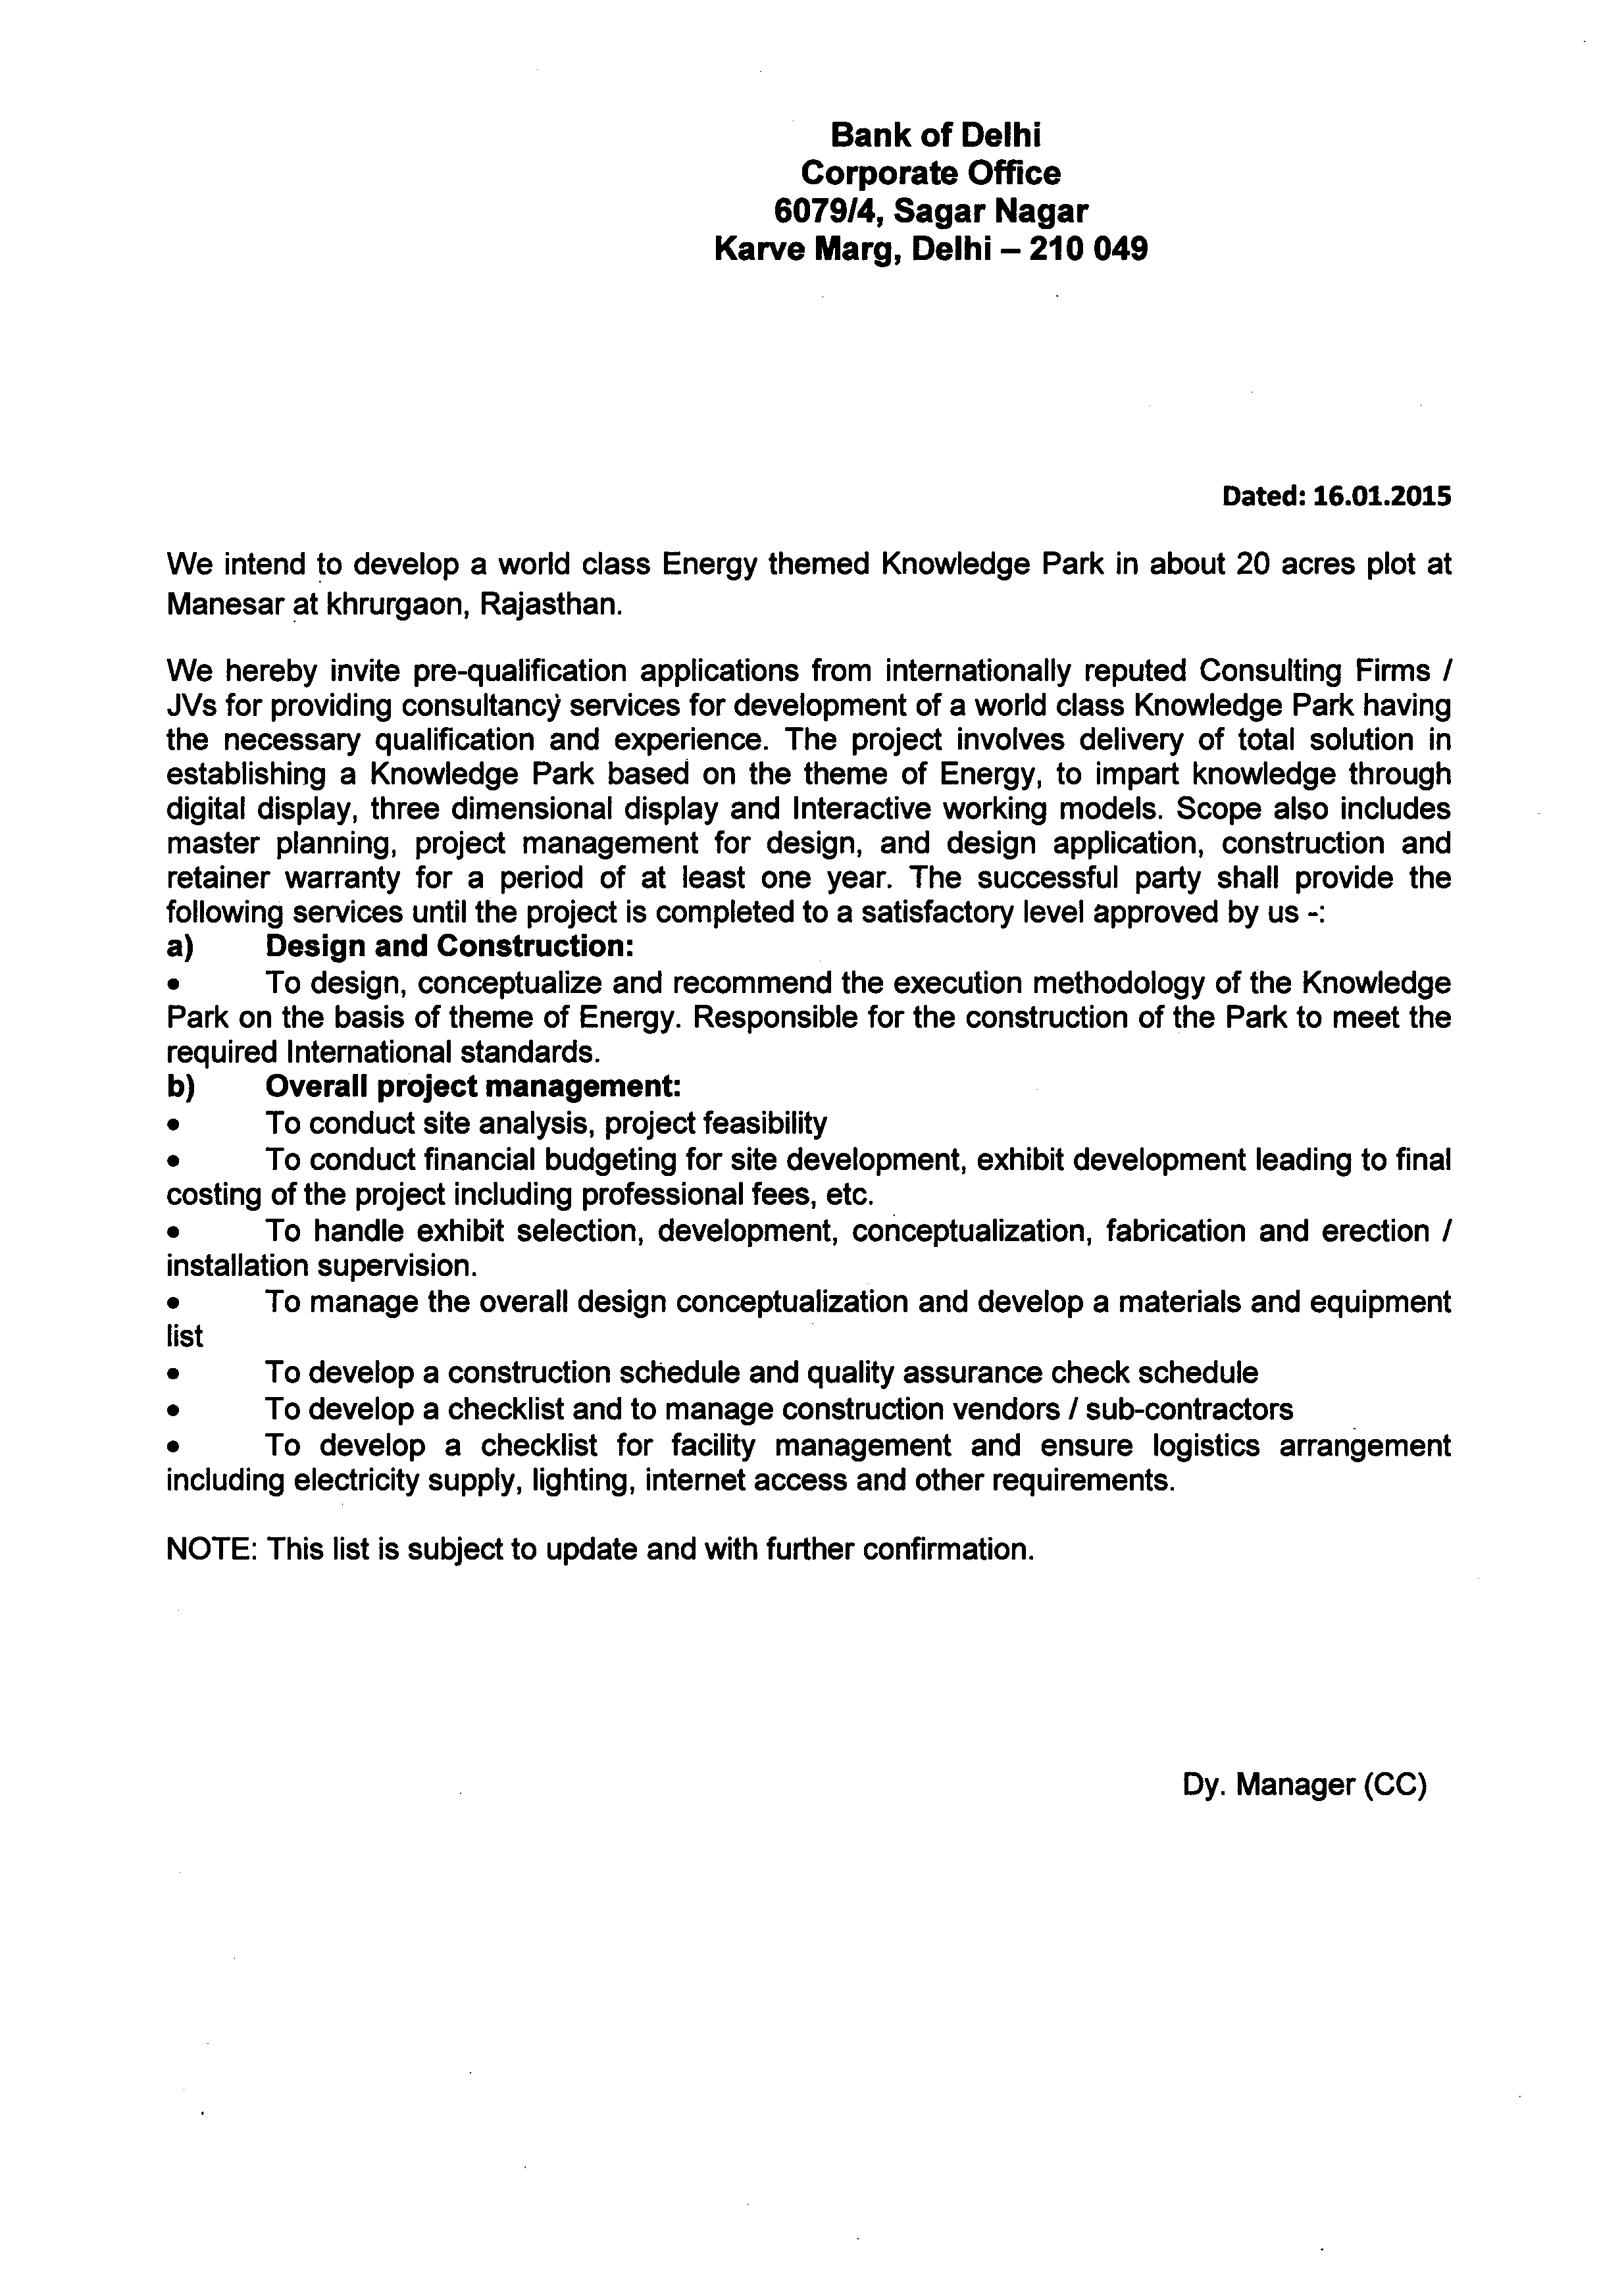 Bank of Delhi
Corporate Office
6079/4, Sagar Nagar
Karve Marg, Delhi – 210 049
Dated: 16.01.2015
We intend to develop a world class Energy themed Knowledge Park in about 20 acres plot at
Manesar at khrurgaon, Rajasthan.
We hereby invite pre-qualification applications from internationally reputed Consulting Firms /
JVs for providing consultancy services for development of a world class Knowledge Park having
the necessary qualification and experience. The project involves delivery of total solution in
establishing a Knowledge Park based on the theme of Energy, to impart knowledge through
digital display, three dimensional display and Interactive working models. Scope also includes
master planning, project management for design, and design application, construction and
retainer warranty for a period of at least one year. The successful party shall provide the
following services until the project is completed to a satisfactory level approved by us -:
a) Design and Construction:
• To design, conceptualize and recommend the execution methodology of the Knowledge
Park on the basis of theme of Energy. Responsible for the construction of the Park to meet the
required International standards.
b) Overall project management:
• To conduct site analysis, project feasibility
• To conduct financial budgeting for site development, exhibit development leading to final
costing of the project including professional fees, etc.
• To handle exhibit selection, development, conceptualization, fabrication and erection /
installation supervision.
• To manage the overall design conceptualization and develop a materials and equipment
list
• To develop a construction schedule and quality assurance check schedule
• To develop a checklist and to manage construction vendors / sub-contractors
• To develop a checklist for facility management and ensure logistics arrangement
including electricity supply, lighting, internet access and other requirements.
NOTE: This list is subject to update and with further confirmation.
Dy. Manager (CC)